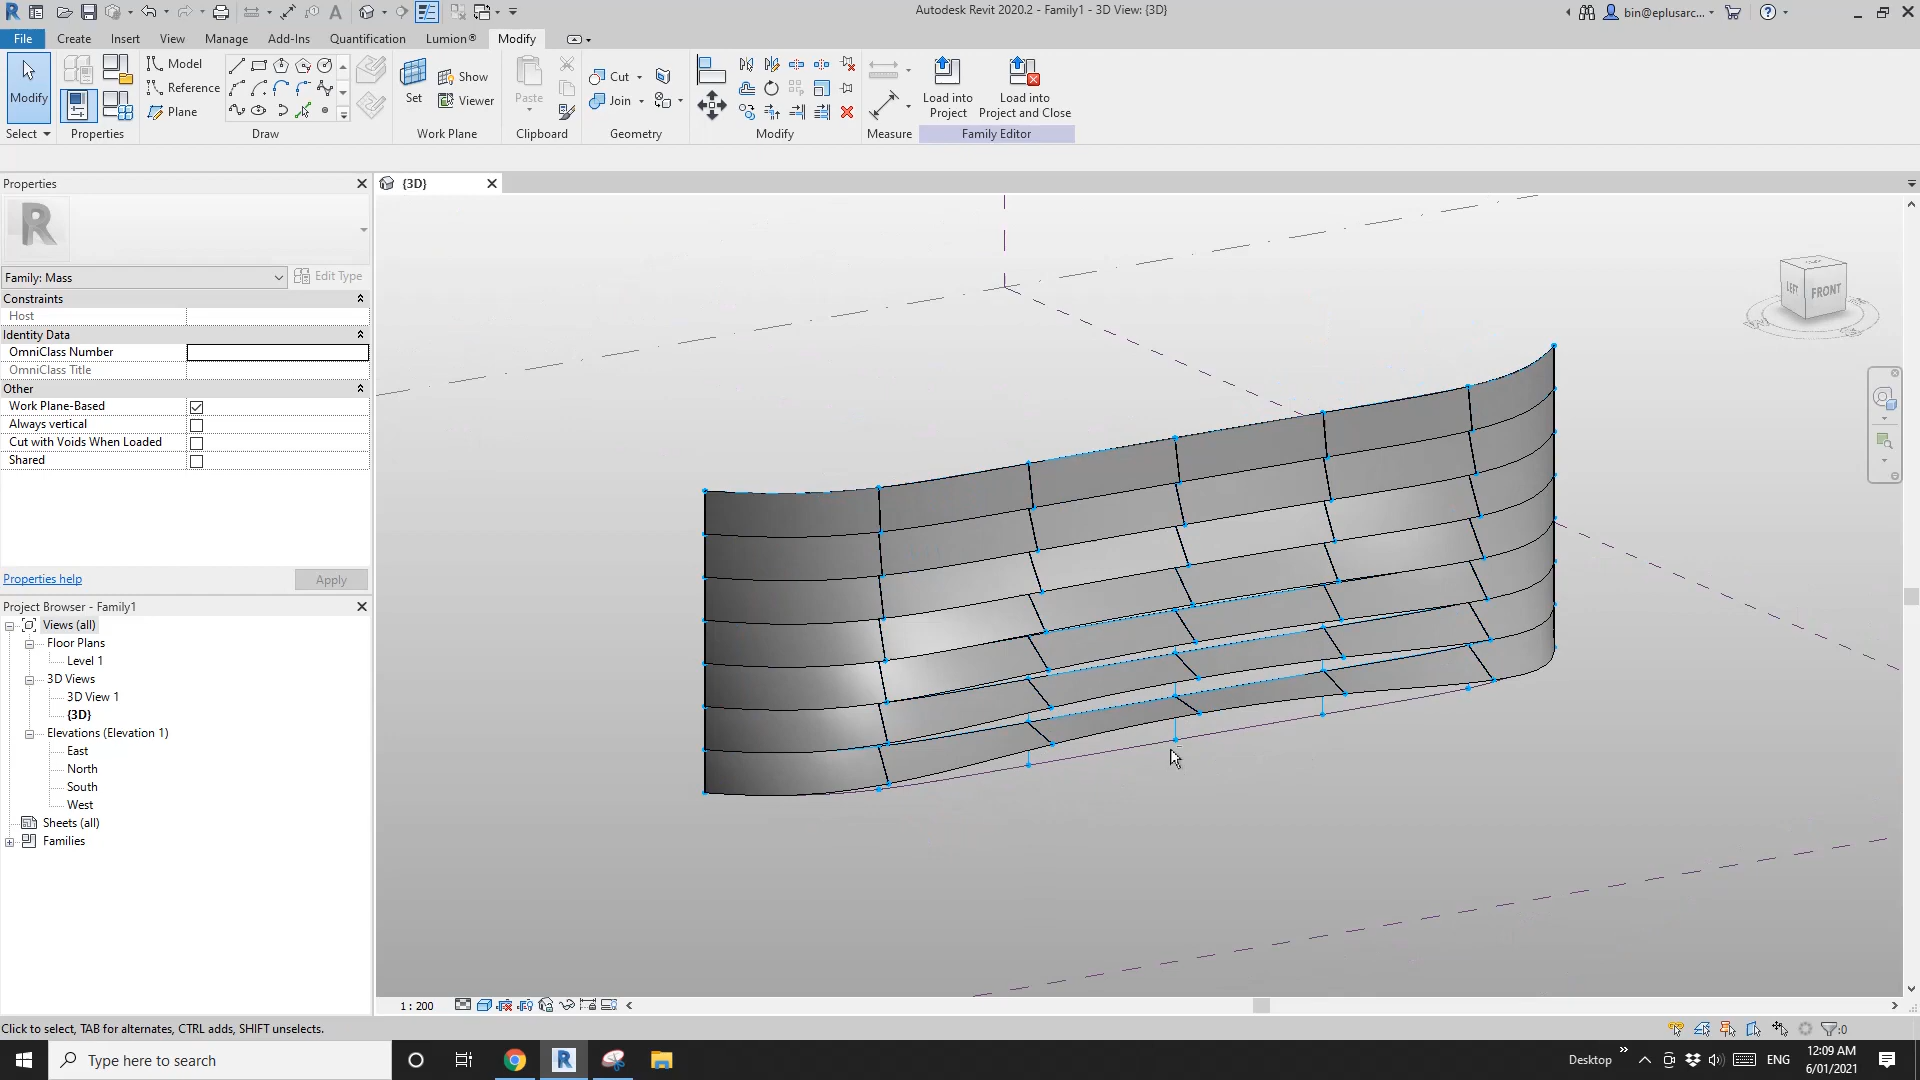 Autodesk Revit 2020.2 - Family1 - 3D View: {3D}
bin@eplusarc...
File
Create
Insert
View
Manage
Add-Ins
Quantification
Lumion®
Modify
Modify
Select
Properties
Model
Reference
Plane
Draw
Set
Show
Viewer
Work Plane
Paste
Clipboard
Cut
Join
Geometry
Modify
Measure
Load into
Project
Load into
Project and Close
Family Editor
Properties
{3D}
R
Family: Mass
Edit Type
Constraints
Host
Identity Data
OmniClass Number
OmniClass Title
Other
Work Plane-Based
Always vertical
Cut with Voids When Loaded
Shared
Properties help
Apply
Project Browser - Family1
Views (all)
Floor Plans
Level 1
3D Views
3D View 1
{3D}
Elevations (Elevation 1)
East
North
South
West
Sheets (all)
Families
LEFT
FRONT
1 : 200
Click to select, TAB for alternates, CTRL adds, SHIFT unselects.
:0
Type here to search
Desktop
ENG
12:09 AM
6/01/2021